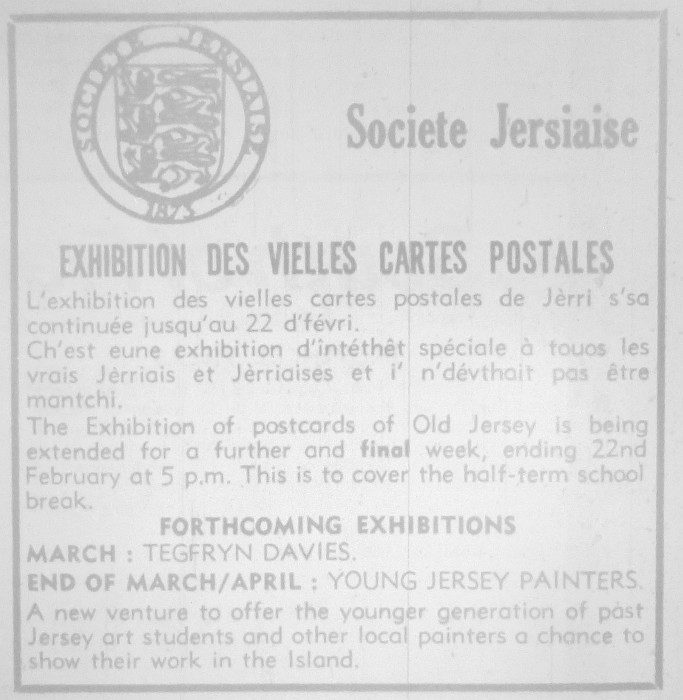 SOCIETE JERSIAISE
1873
Societe Jersiaise
EXHIBITION DES VIELLES CARTES POSTALES
L'exhibition des vielles cartes postales de Jèrri s'sa
continuée jusqu'au 22 d'févri.
Ch'est eune exhibition d'întéthêt spéciale à touos les
vrais Jèrriais et Jèrriaises et i' n'dévthait pas être
mantchi.
The Exhibition of postcards of Old Jersey is being
extended for a further and final week, ending 22nd
February at 5 p.m. This is to cover the half-term school
break.
FORTHCOMING EXHIBITIONS
MARCH : TEGFRYN DAVIES.
END OF MARCH/APRIL : YOUNG JERSEY PAINTERS.
A new venture to offer the younger generation of past
Jersey art students and other local painters a chance to
show their work in the Island.